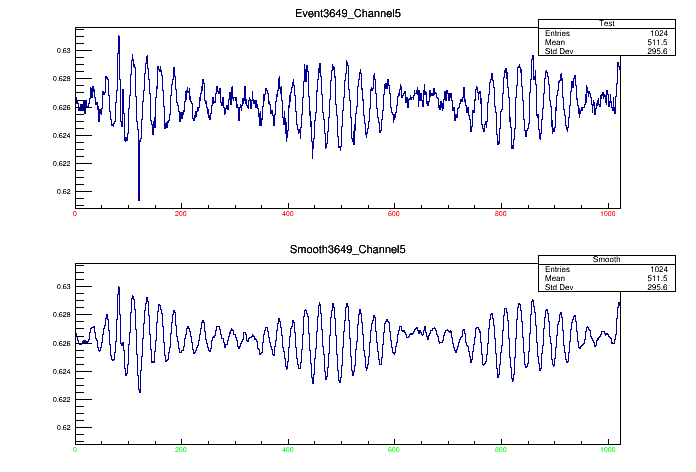 Event3649_Channel5
Test
Entries 1024
Mean 511.5
Std Dev 295.6
0.63
0.628
0.626
0.624
0.622
0.62
0 200 400 600 800 1000
Smooth3649_Channel5
Smooth
Entries 1024
Mean 511.5
Std Dev 295.6
0.63
0.628
0.626
0.624
0.622
0.62
0 200 400 600 800 1000